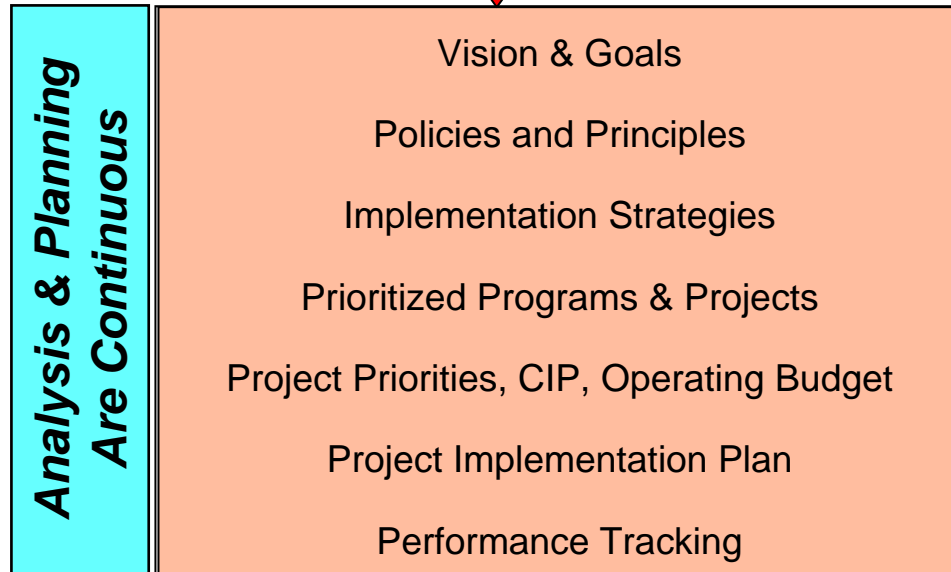 Analysis & Planning
Are Continuous
Vision & Goals
Policies and Principles
Implementation Strategies
Prioritized Programs & Projects
Project Priorities, CIP, Operating Budget
Project Implementation Plan
Performance Tracking